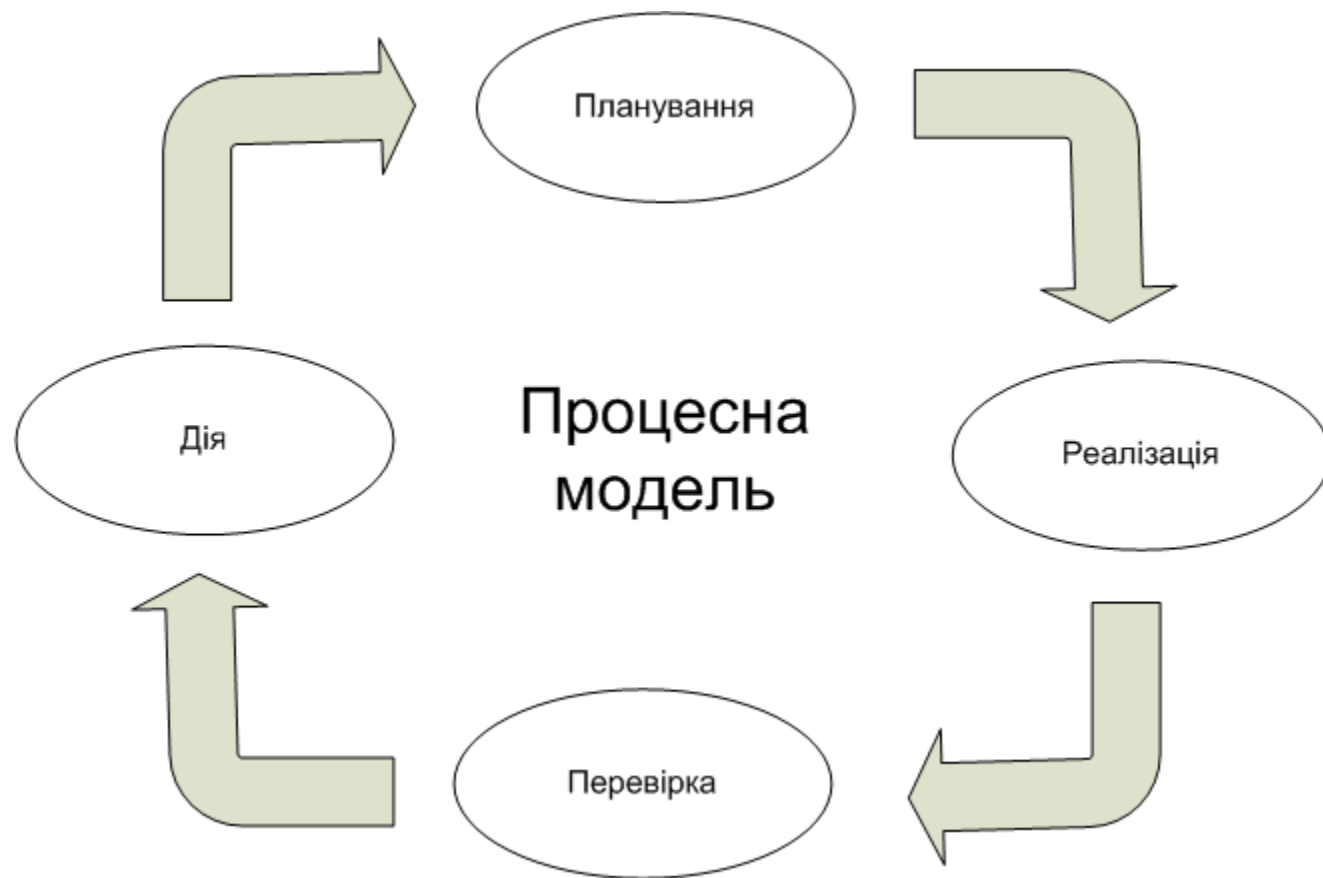 Планування
Дія
Процесна
модель
Реалізація
Перевірка